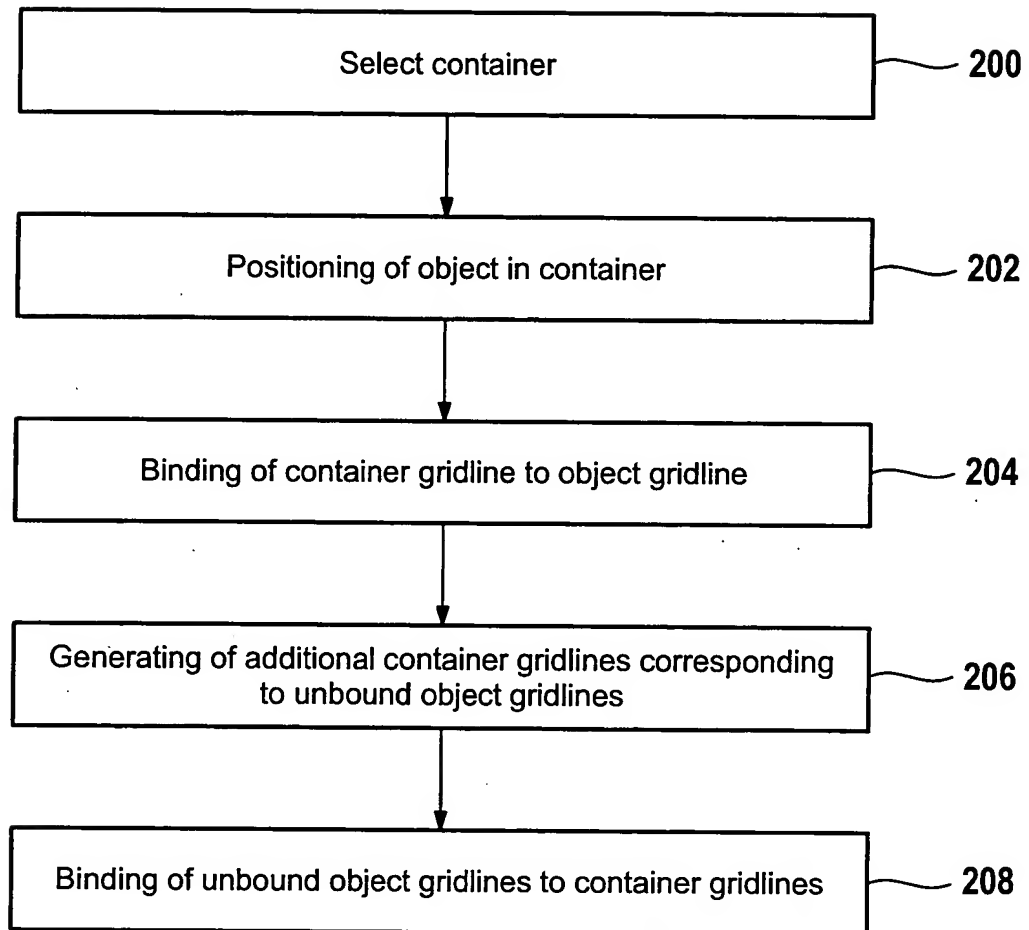 Select container
200
Positioning of object in container
202
Binding of container gridline to object gridline
204
Generating of additional container gridlines corresponding
to unbound object gridlines
206
Binding of unbound object gridlines to container gridlines
208